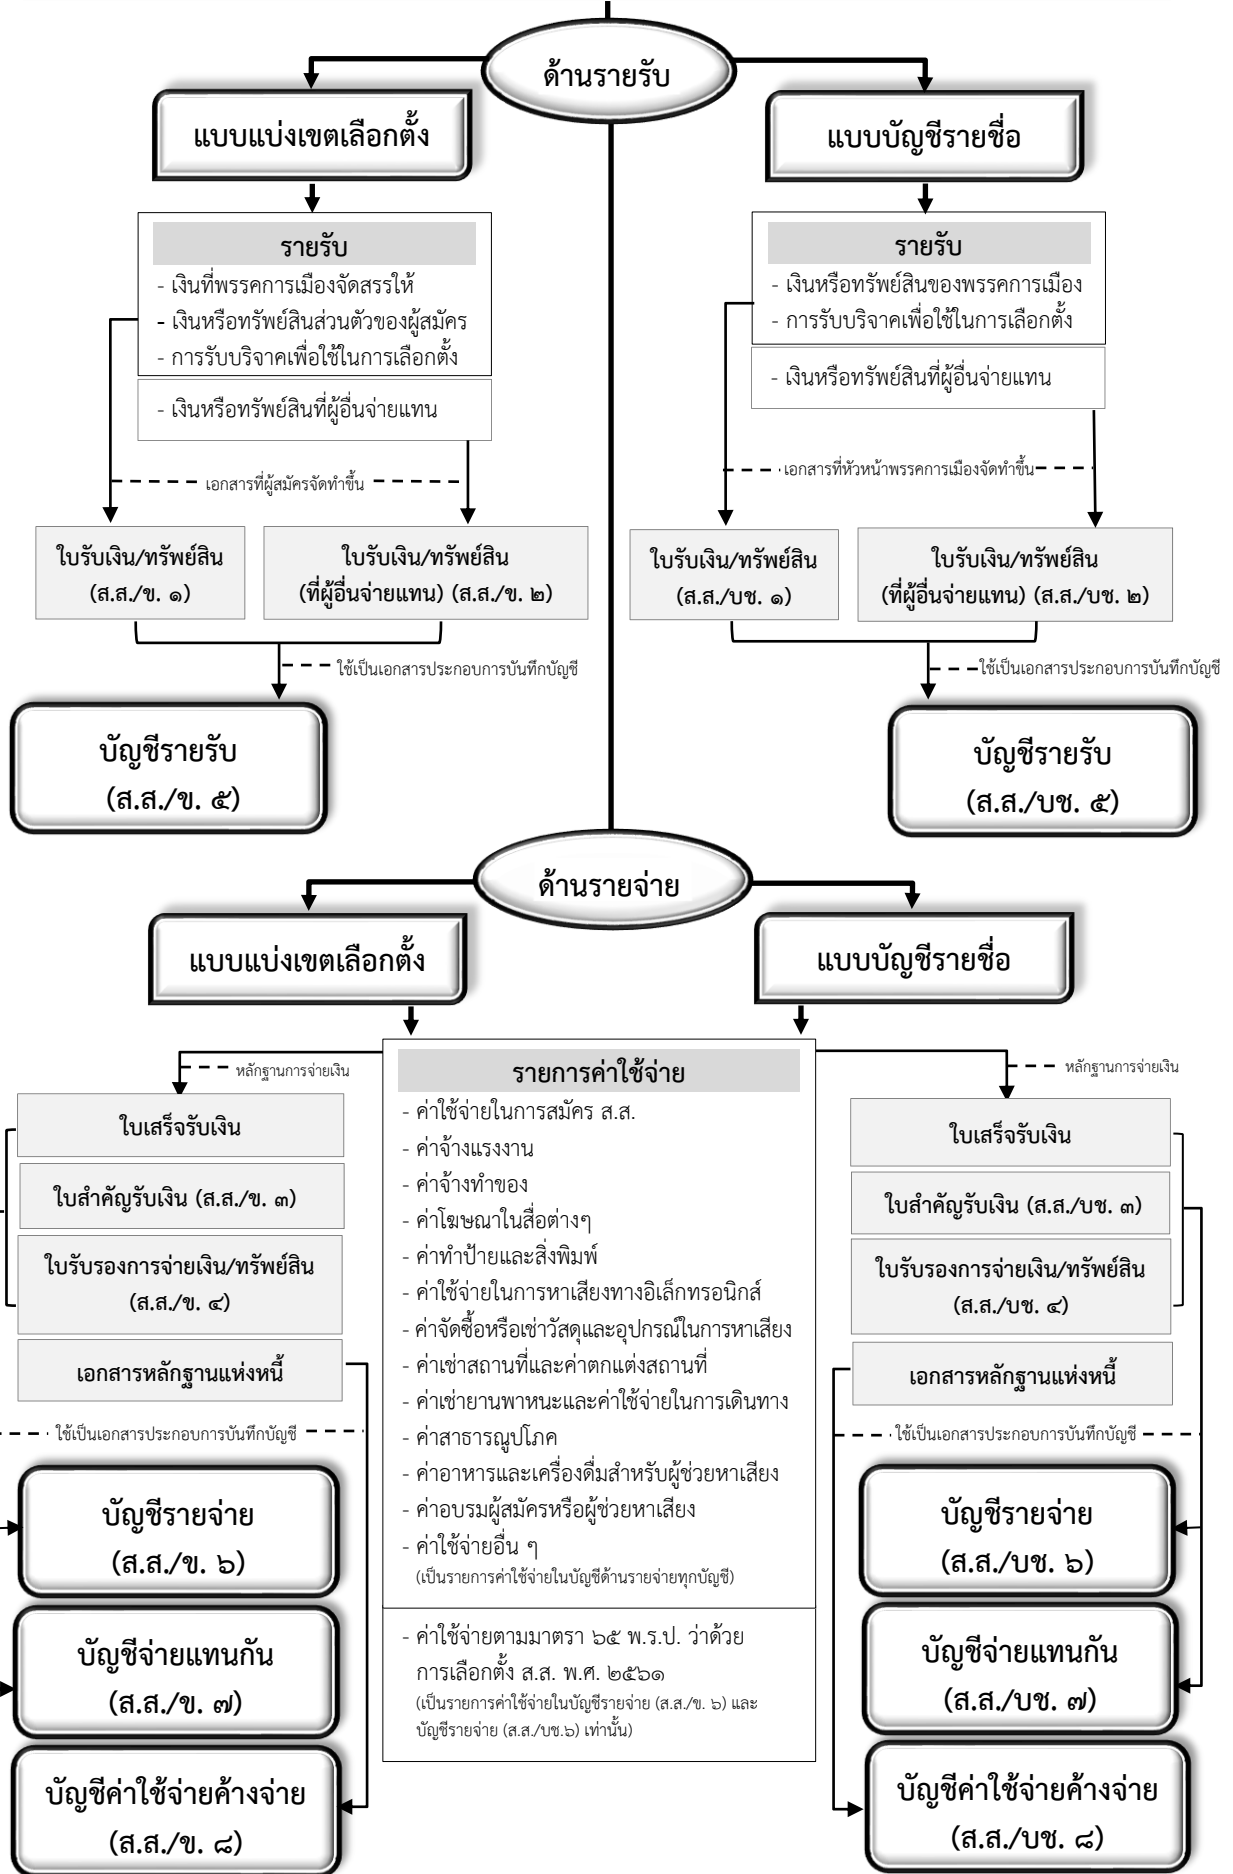 ด้านรายรับ
แบบแบ่งเขตเลือกตั้ง
รายรับ
- เงินที่พรรคการเมืองจัดสรรให้
- เงินหรือทรัพย์สินส่วนตัวของผู้สมัคร
- การรับบริจาคเพื่อใช้ในการเลือกตั้ง
- เงินหรือทรัพย์สินที่ผู้อื่นจ่ายแทน
เอกสารที่ผู้สมัครจัดทำขึ้น
ใบรับเงิน/ทรัพย์สิน
(ส.ส./ข. ๑)
ใบรับเงิน/ทรัพย์สิน
(ที่ผู้อื่นจ่ายแทน) (ส.ส./ข. ๒)
ใช้เป็นเอกสารประกอบการบันทึกบัญชี
บัญชีรายรับ
(ส.ส./ข. ๕)
แบบบัญชีรายชื่อ
รายรับ
- เงินหรือทรัพย์สินของพรรคการเมือง
- การรับบริจาคเพื่อใช้ในการเลือกตั้ง
- เงินหรือทรัพย์สินที่ผู้อื่นจ่ายแทน
เอกสารที่หัวหน้าพรรคการเมืองจัดทำขึ้น
ใบรับเงิน/ทรัพย์สิน
(ส.ส./บช. ๑)
ใบรับเงิน/ทรัพย์สิน
(ที่ผู้อื่นจ่ายแทน) (ส.ส./บช. ๒)
ใช้เป็นเอกสารประกอบการบันทึกบัญชี
บัญชีรายรับ
(ส.ส./บช. ๕)
ด้านรายจ่าย
แบบแบ่งเขตเลือกตั้ง
แบบบัญชีรายชื่อ
หลักฐานการจ่ายเงิน
ใบเสร็จรับเงิน
ใบสำคัญรับเงิน (ส.ส./ข. ๓)
ใบรับรองการจ่ายเงิน/ทรัพย์สิน
(ส.ส./ข. ๔)
เอกสารหลักฐานแห่งหนี้
ใช้เป็นเอกสารประกอบการบันทึกบัญชี
บัญชีรายจ่าย
(ส.ส./ข. ๖)
บัญชีจ่ายแทนกัน
(ส.ส./ข. ๗)
บัญชีค่าใช้จ่ายค้างจ่าย
(ส.ส./ข. ๘)
รายการค่าใช้จ่าย
- ค่าใช้จ่ายในการสมัคร ส.ส.
- ค่าจ้างแรงงาน
- ค่าจ้างทำของ
- ค่าโฆษณาในสื่อต่างๆ
- ค่าทำป้ายและสิ่งพิมพ์
- ค่าใช้จ่ายในการหาเสียงทางอิเล็กทรอนิกส์
- ค่าจัดซื้อหรือเช่าวัสดุและอุปกรณ์ในการหาเสียง
- ค่าเช่าสถานที่และค่าตกแต่งสถานที่
- ค่าเช่ายานพาหนะและค่าใช้จ่ายในการเดินทาง
- ค่าสาธารณูปโภค
- ค่าอาหารและเครื่องดื่มสำหรับผู้ช่วยหาเสียง
- ค่าอบรมผู้สมัครหรือผู้ช่วยหาเสียง
- ค่าใช้จ่ายอื่น ๆ
(เป็นรายการค่าใช้จ่ายในบัญชีด้านรายจ่ายทุกบัญชี)
- ค่าใช้จ่ายตามมาตรา ๖๕ พ.ร.ป. ว่าด้วย
การเลือกตั้ง ส.ส. พ.ศ. ๒๕๖๑
(เป็นรายการค่าใช้จ่ายในบัญชีรายจ่าย (ส.ส./ข. ๖) และ
บัญชีรายจ่าย (ส.ส./บช.๖) เท่านั้น)
หลักฐานการจ่ายเงิน
ใบเสร็จรับเงิน
ใบสำคัญรับเงิน (ส.ส./บช. ๓)
ใบรับรองการจ่ายเงิน/ทรัพย์สิน
(ส.ส./บช. ๔)
เอกสารหลักฐานแห่งหนี้
ใช้เป็นเอกสารประกอบการบันทึกบัญชี
บัญชีรายจ่าย
(ส.ส./บช. ๖)
บัญชีจ่ายแทนกัน
(ส.ส./บช. ๗)
บัญชีค่าใช้จ่ายค้างจ่าย
(ส.ส./บช. ๘)